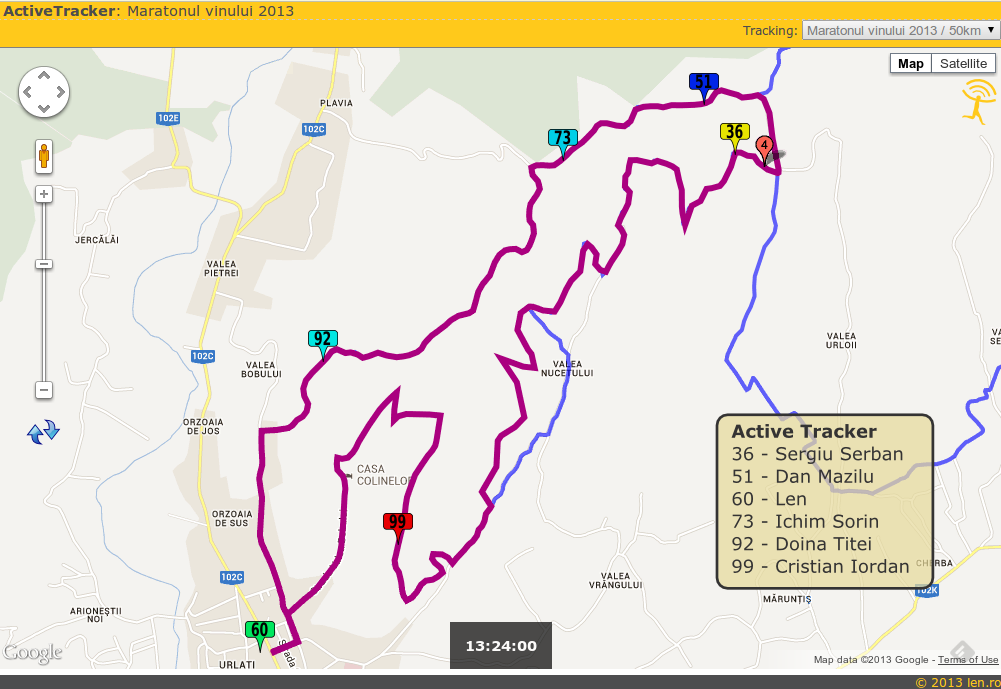 ActiveTracker: Maratonul vinului 2013
Tracking: Maratonul vinului 2013 / 50km
Map Satellite
51
PLAVIA
102E
102C
36
73
4
JERCĂLĂI
VALEA
PIETREI
92
VALEA
URLOII
102C
VALEA
BOBULUI
VALEA
NUCETULUI
ORZOAIA
DE JOS
Active Tracker
36 - Sergiu Serban
51 - Dan Mazilu
60 - Len
73 - Ichim Sorin
92 - Doina Titei
99 - Cristian Iordan
CASA
COLINELOR
ORZOAIA
DE SUS
99
102C
VALEA
VRÂNGULUI
CHERBA
102K
MĂRUNȚIȘ
ARIONEȘTII
NOI
60
13:24:00
Strada
Google
URLATI
Map data ©2013 Google - Terms of Use
© 2013 len.ro